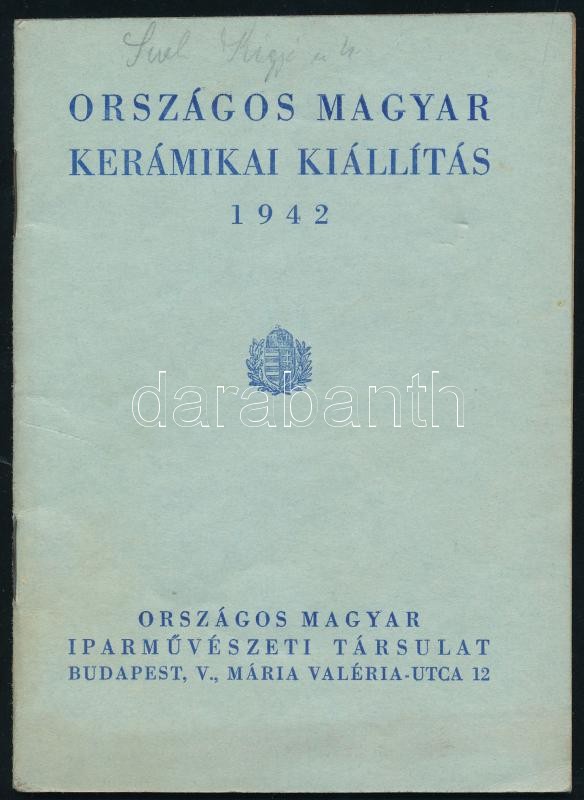 ORSZÁGOS MAGYAR
KERÁMIKAI KIÁLLÍTÁS
1942
darabanth
ORSZÁGOS MAGYAR
IPARMŰVÉSZETI TÁRSULAT
BUDAPEST, V., MÁRIA VALÉRIA-UTCA 12